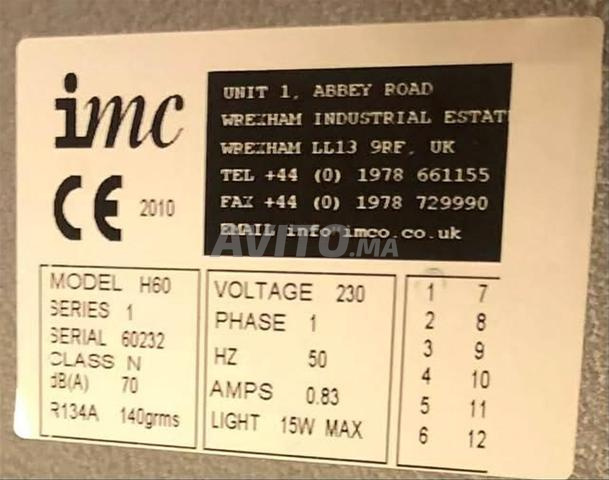 imc
CE 2010
UNIT 1, ABBEY ROAD
WREXHAM INDUSTRIAL ESTAT
WREXHAM LL13 9RF, UK
TEL +44 (0) 1978 661155
FAX +44 (0) 1978 729990
EMAIL info@imco.co.uk
AVITO.MA
MODEL H60
SERIES 1
SERIAL 60232
CLASS N
dB(A) 70
R134A 140grms
VOLTAGE 230
PHASE 1
HZ 50
AMPS 0.83
LIGHT 15W MAX
1 7
2 8
3 9
4 10
5 11
6 12